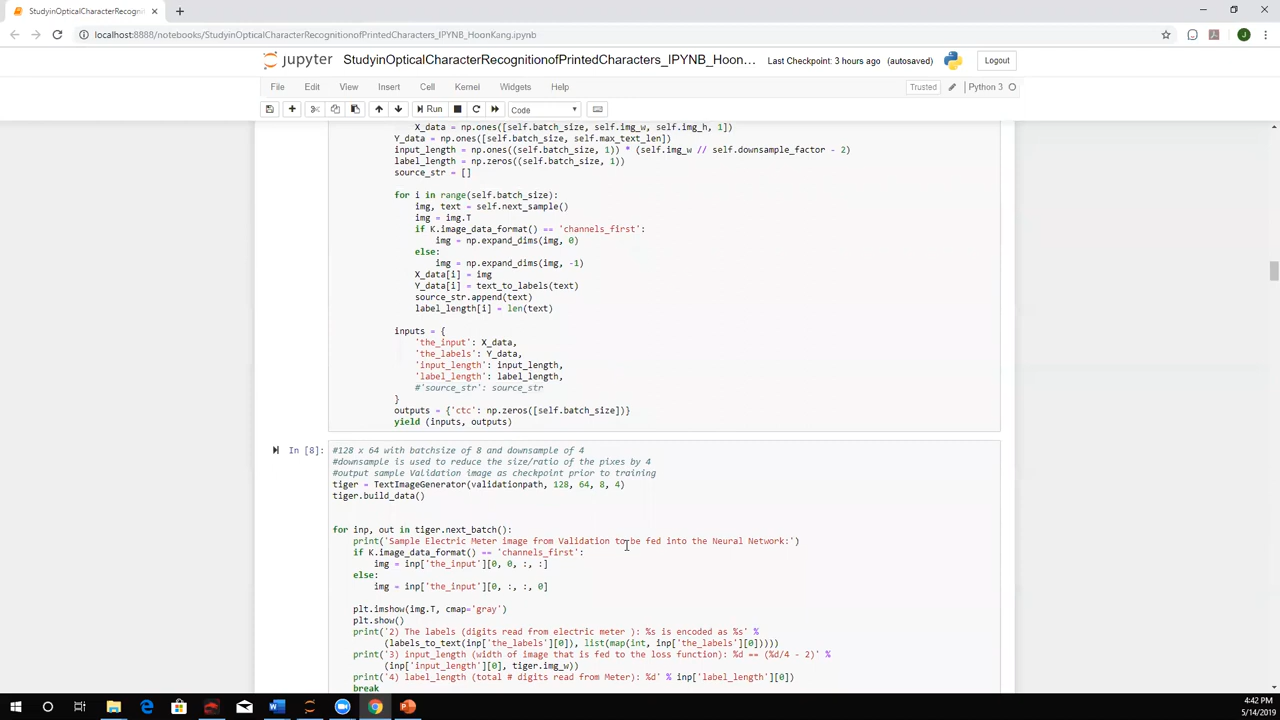 StudyinOpticalCharacterRecognitio
localhost:8888/notebooks/StudyinOpticalCharacterRecognitionofPrintedCharacters_IPYNB_HoonKang.ipynb
J
jupyter StudyinOpticalCharacterRecognitionofPrintedCharacters_IPYNB_Hoon... Last Checkpoint: 3 hours ago (autosaved) Logout
File Edit View Insert Cell Kernel Widgets Help Trusted Python 3
Run Code
X_data = np.ones([self.batch_size, self.img_w, self.img_h, 1])
Y_data = np.ones([self.batch_size, self.max_text_len])
input_length = np.ones((self.batch_size, 1)) * (self.img_w // self.downsample_factor - 2)
label_length = np.zeros((self.batch_size, 1))
source_str = []
for i in range(self.batch_size):
img, text = self.next_sample()
img = img.T
if K.image_data_format() == 'channels_first':
img = np.expand_dims(img, 0)
else:
img = np.expand_dims(img, -1)
X_data[i] = img
Y_data[i] = text_to_labels(text)
source_str.append(text)
label_length[i] = len(text)
inputs = {
'the_input': X_data,
'the_labels': Y_data,
'input_length': input_length,
'label_length': label_length,
#'source_str': source_str
}
outputs = {'ctc': np.zeros([self.batch_size])}
yield (inputs, outputs)
In [8]: #128 x 64 with batchsize of 8 and downsample of 4
#downsample is used to reduce the size/ratio of the pixes by 4
#output sample Validation image as checkpoint prior to training
tiger = TextImageGenerator(validationpath, 128, 64, 8, 4)
tiger.build_data()
for inp, out in tiger.next_batch():
print('Sample Electric Meter image from Validation to be fed into the Neural Network:')
if K.image_data_format() == 'channels_first':
img = inp['the_input'][0, 0, :, :]
else:
img = inp['the_input'][0, :, :, 0]
plt.imshow(img.T, cmap='gray')
plt.show()
print('2) The labels (digits read from electric meter ): %s is encoded as %s' %
(labels_to_text(inp['the_labels'][0]), list(map(int, inp['the_labels'][0]))))
print('3) input_length (width of image that is fed to the loss function): %d == (%d/4 - 2)' %
(inp['input_length'][0], tiger.img_w))
print('4) label_length (total # digits read from Meter): %d' % inp['label_length'][0])
break
4:42 PM
5/14/2019